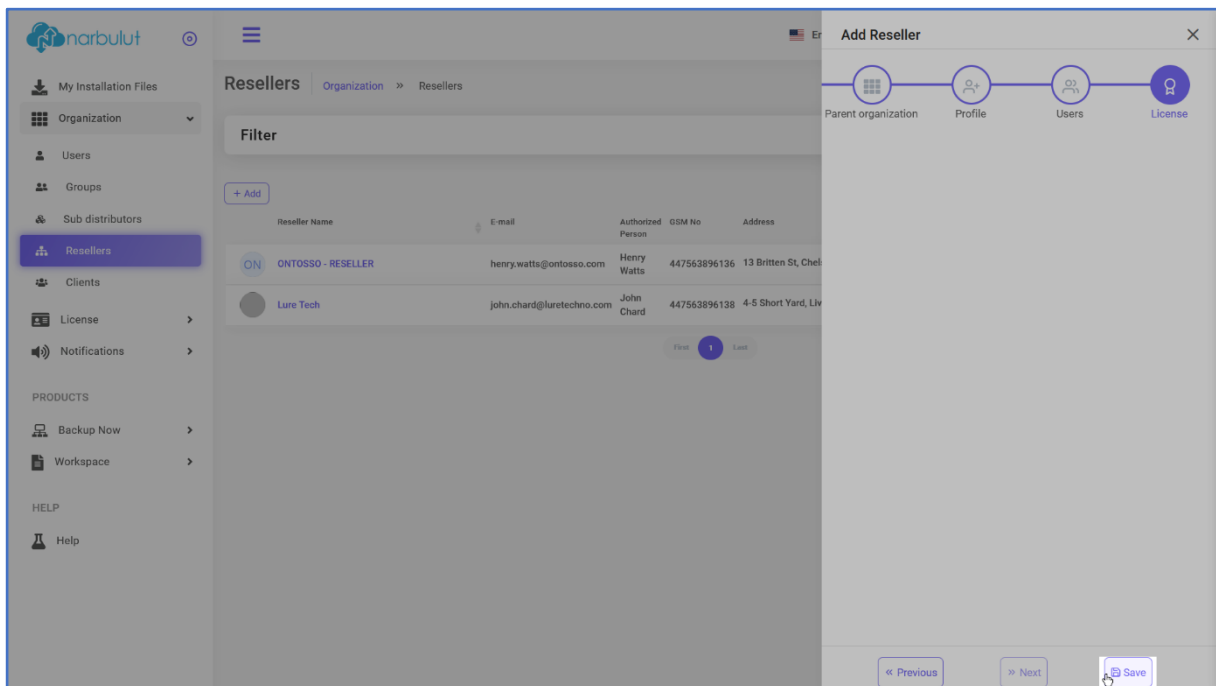 narbulut
En
Add Reseller
My Installation Files
Resellers
Organization » Resellers
Parent organization
Profile
Users
License
Organization
Filter
Users
Groups
+ Add
Sub distributors
Reseller Name
E-mail
Authorized Person
GSM No
Address
Resellers
ON
ONTOSSO - RESELLER
henry.watts@ontosso.com
Henry Watts
447563896136
13 Britten St, Chel
Clients
Lure Tech
john.chard@luretechno.com
John Chard
447563896138
4-5 Short Yard, Liv
License
Notifications
First
1
Last
PRODUCTS
Backup Now
Workspace
HELP
Help
« Previous
» Next
Save